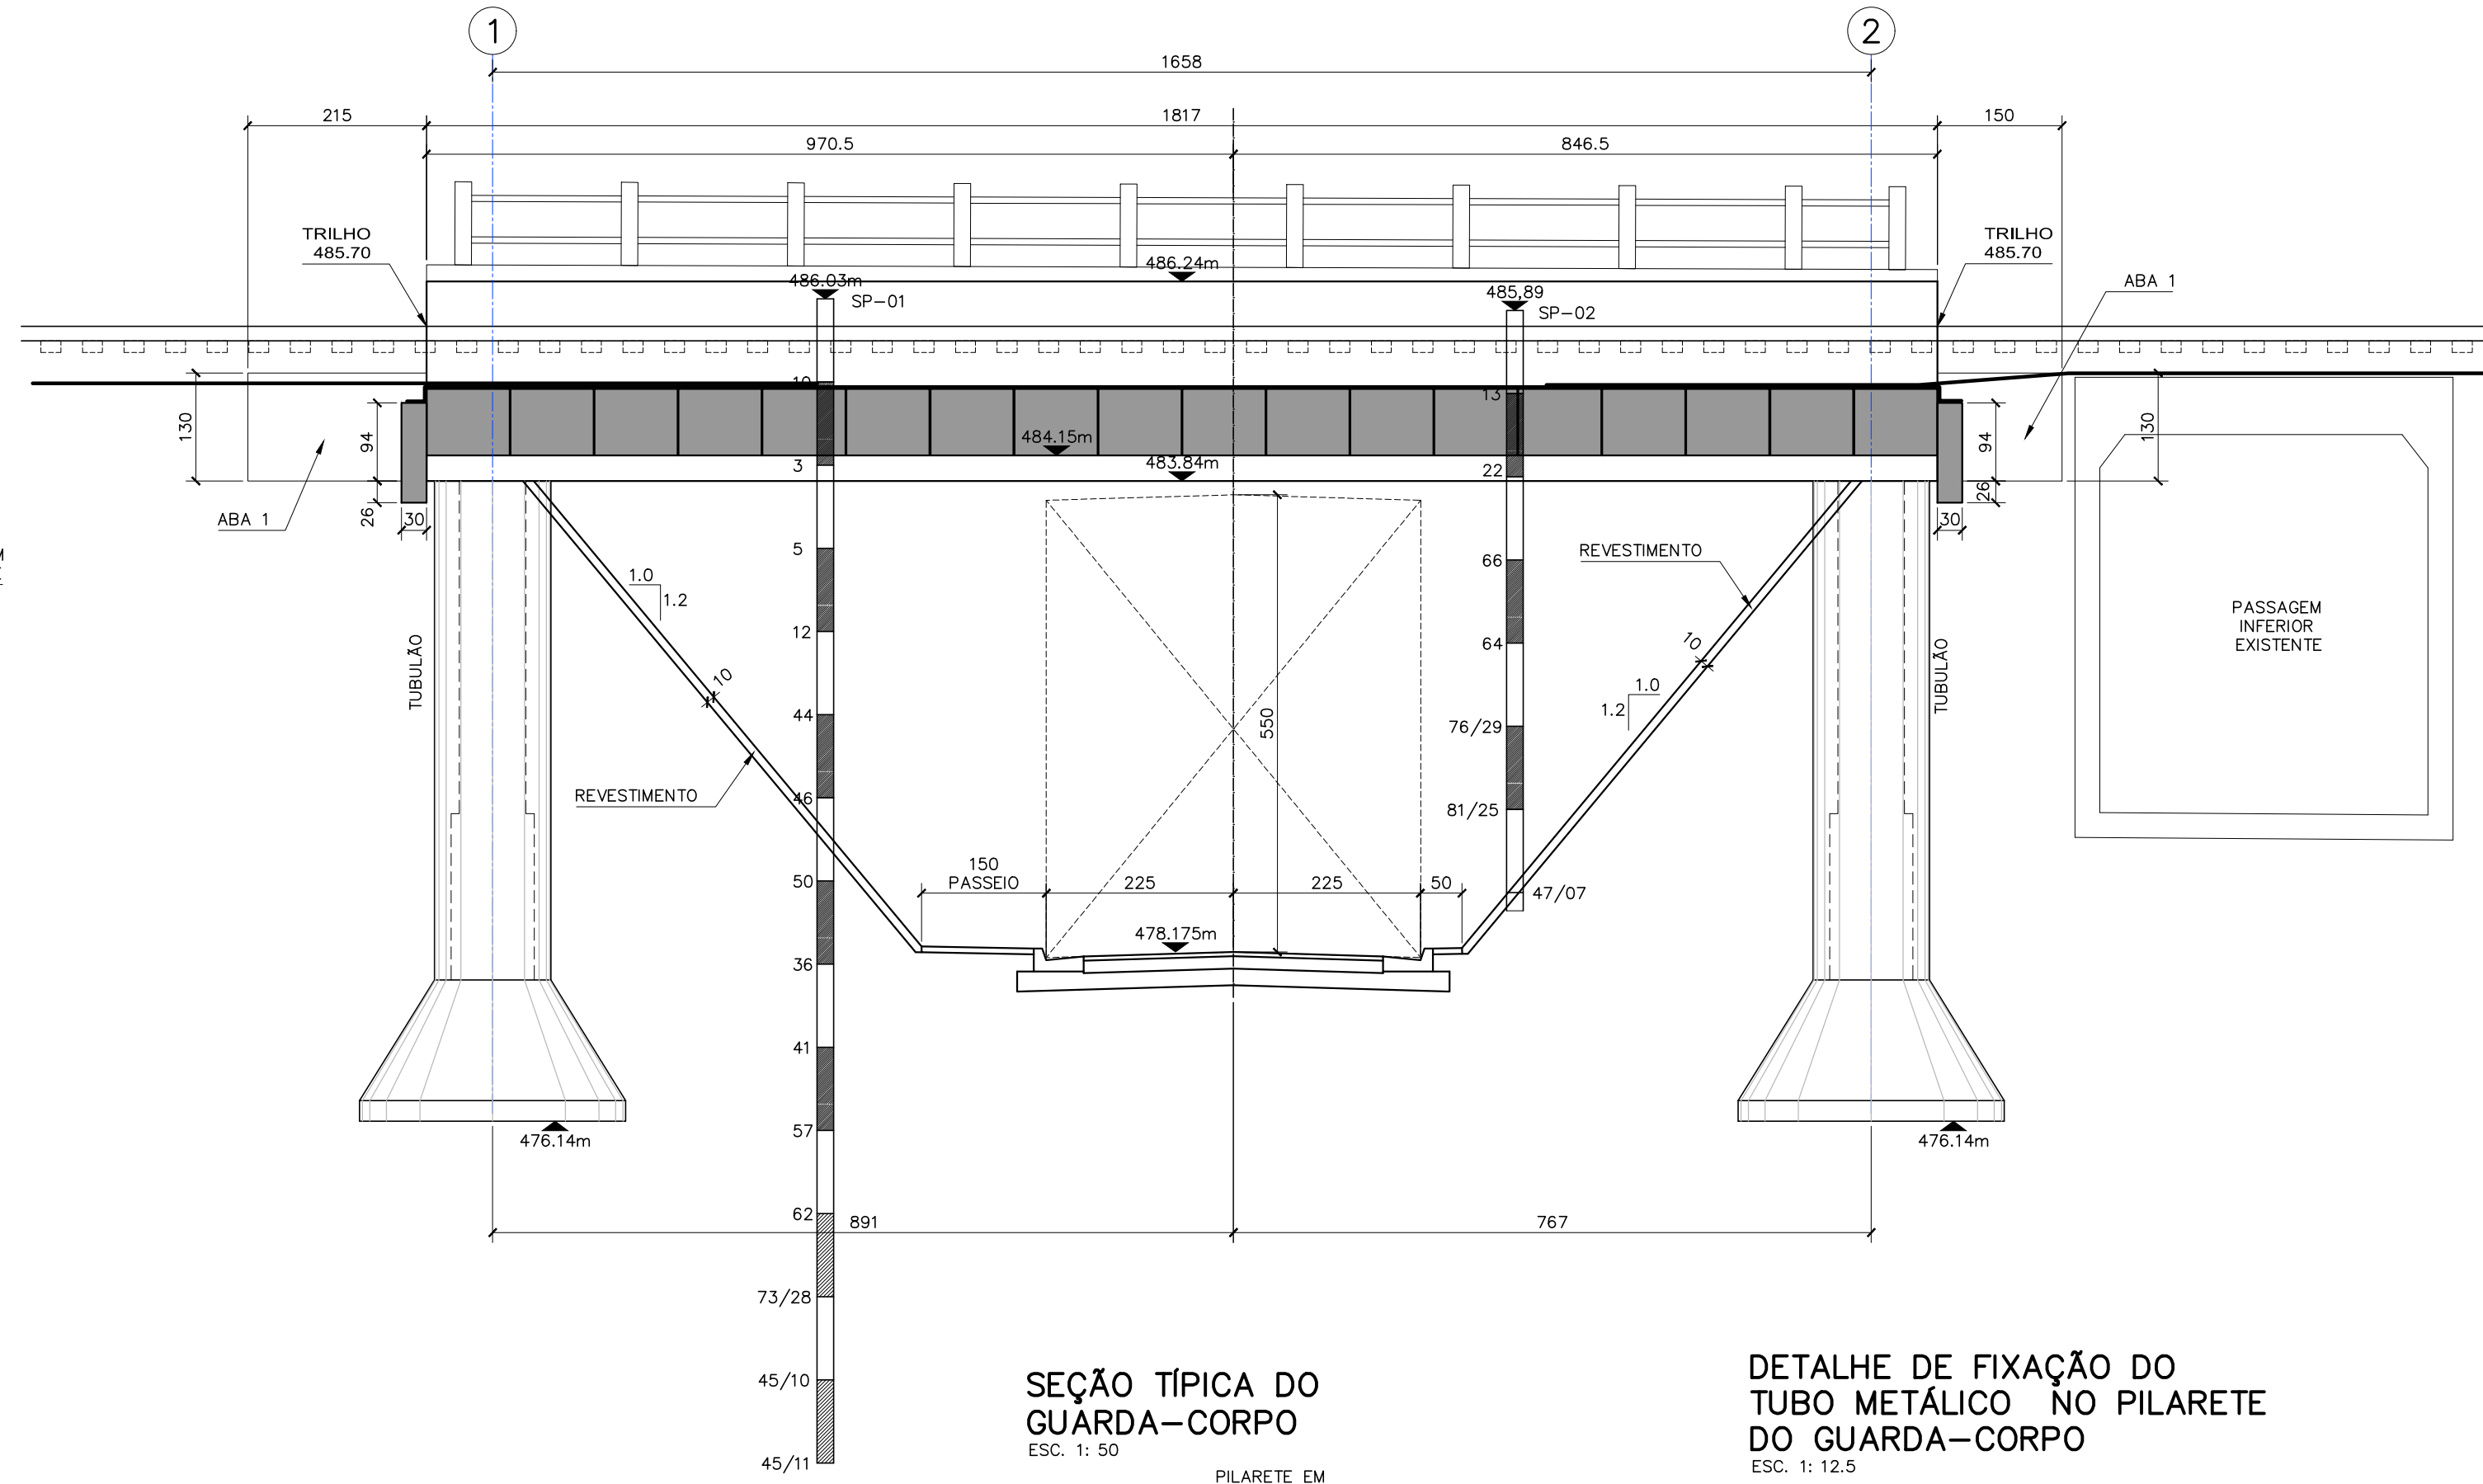 1
2
1658
215
1817
150
970.5
846.5
TRILHO
485.70
TRILHO
485.70
486.24m
486.03m
SP-01
485,89
SP-02
ABA 1
10
13
130
94
484.15m
94
130
3
483.84m
22
26
30
26
30
ABA 1
5
66
REVESTIMENTO
1.0
1.2
12
64
PASSAGEM
INFERIOR
EXISTENTE
TUBULÃO
TUBULÃO
10
10
1.0
1.2
44
550
76/29
REVESTIMENTO
46
81/25
150
PASSEIO
225
225
50
50
47/07
478.175m
36
41
57
476.14m
476.14m
62
891
767
73/28
45/10
45/11
SEÇÃO TÍPICA DO
GUARDA-CORPO
ESC. 1: 50
PILARETE EM
DETALHE DE FIXAÇÃO DO
TUBO METÁLICO NO PILARETE
DO GUARDA-CORPO
ESC. 1: 12.5